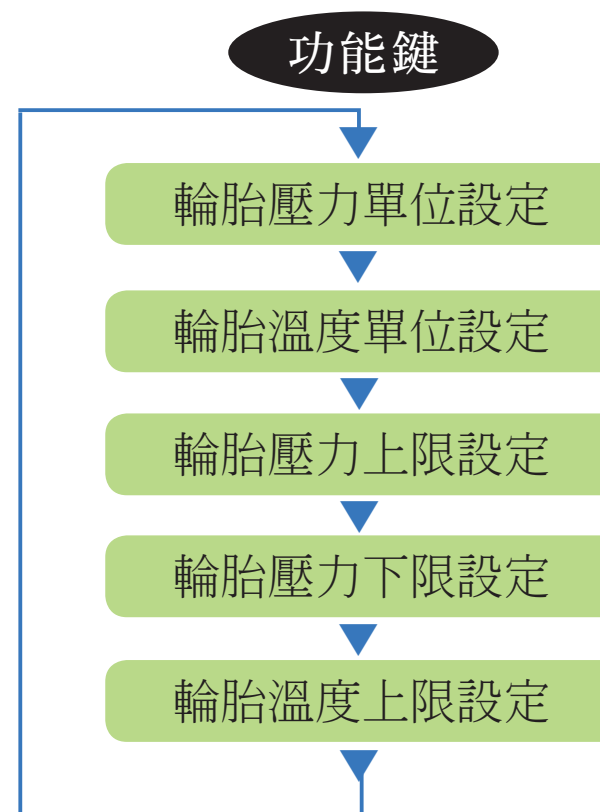 功能鍵
輪胎壓力單位設定
輪胎溫度單位設定
輪胎壓力上限設定
輪胎壓力下限設定
輪胎溫度上限設定